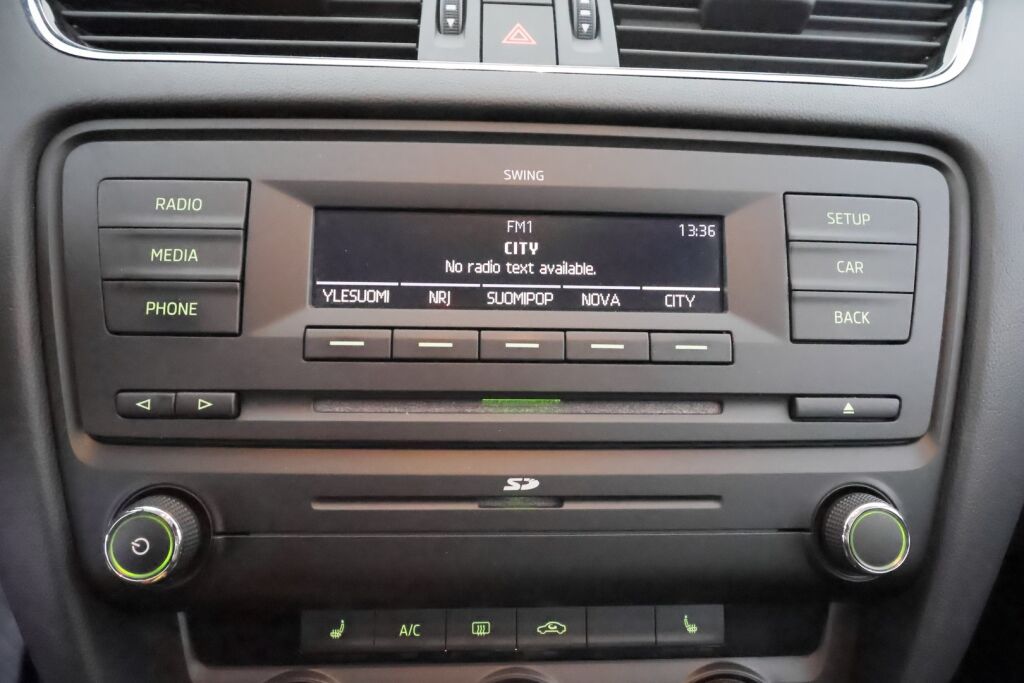 SWING
RADIO
MEDIA
PHONE
FM1
13:36
CITY
No radio text available.
YLESUOMI NRJ SUOMIPOP NOVA CITY
SETUP
CAR
BACK
SD
A/C